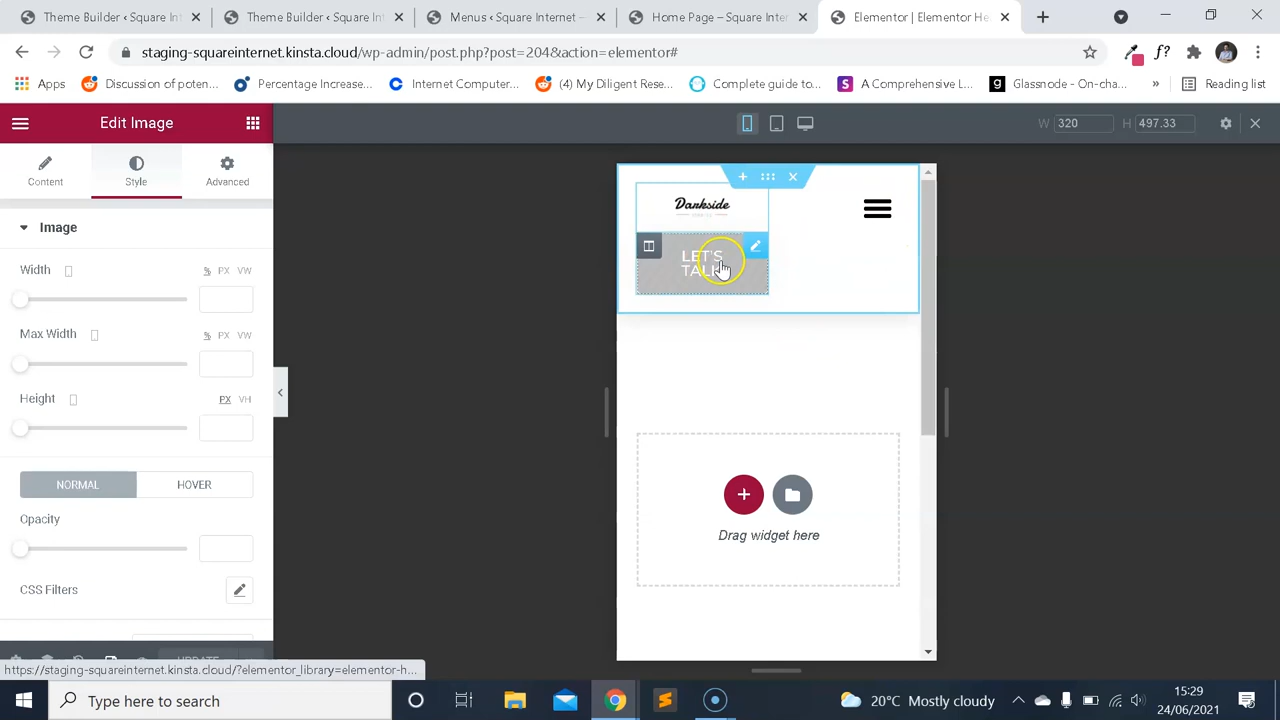 Theme Builder ‹ Square Int
Theme Builder ‹ Square Int
Menus ‹ Square Internet —
Home Page – Square Intern
Elementor | Elementor He
staging-squareinternet.kinsta.cloud/wp-admin/post.php?post=204&action=elementor#
f?
Apps
Discussion of poten...
Percentage Increase...
Internet Computer...
(4) My Diligent Rese...
Complete guide to...
A Comprehensive L...
Glassnode - On-cha...
»
Reading list
Edit Image
W 320 H 497.33
Content
Style
Advanced
Image
Width
% PX VW
Max Width
% PX VW
Height
PX VH
NORMAL
HOVER
Opacity
CSS Filters
UPDATE
Darkside
LET'S
TALK
Drag widget here
https://staging-squareinternet.kinsta.cloud/?elementor_library=elementor-h...
Type here to search
20°C Mostly cloudy
15:29
24/06/2021